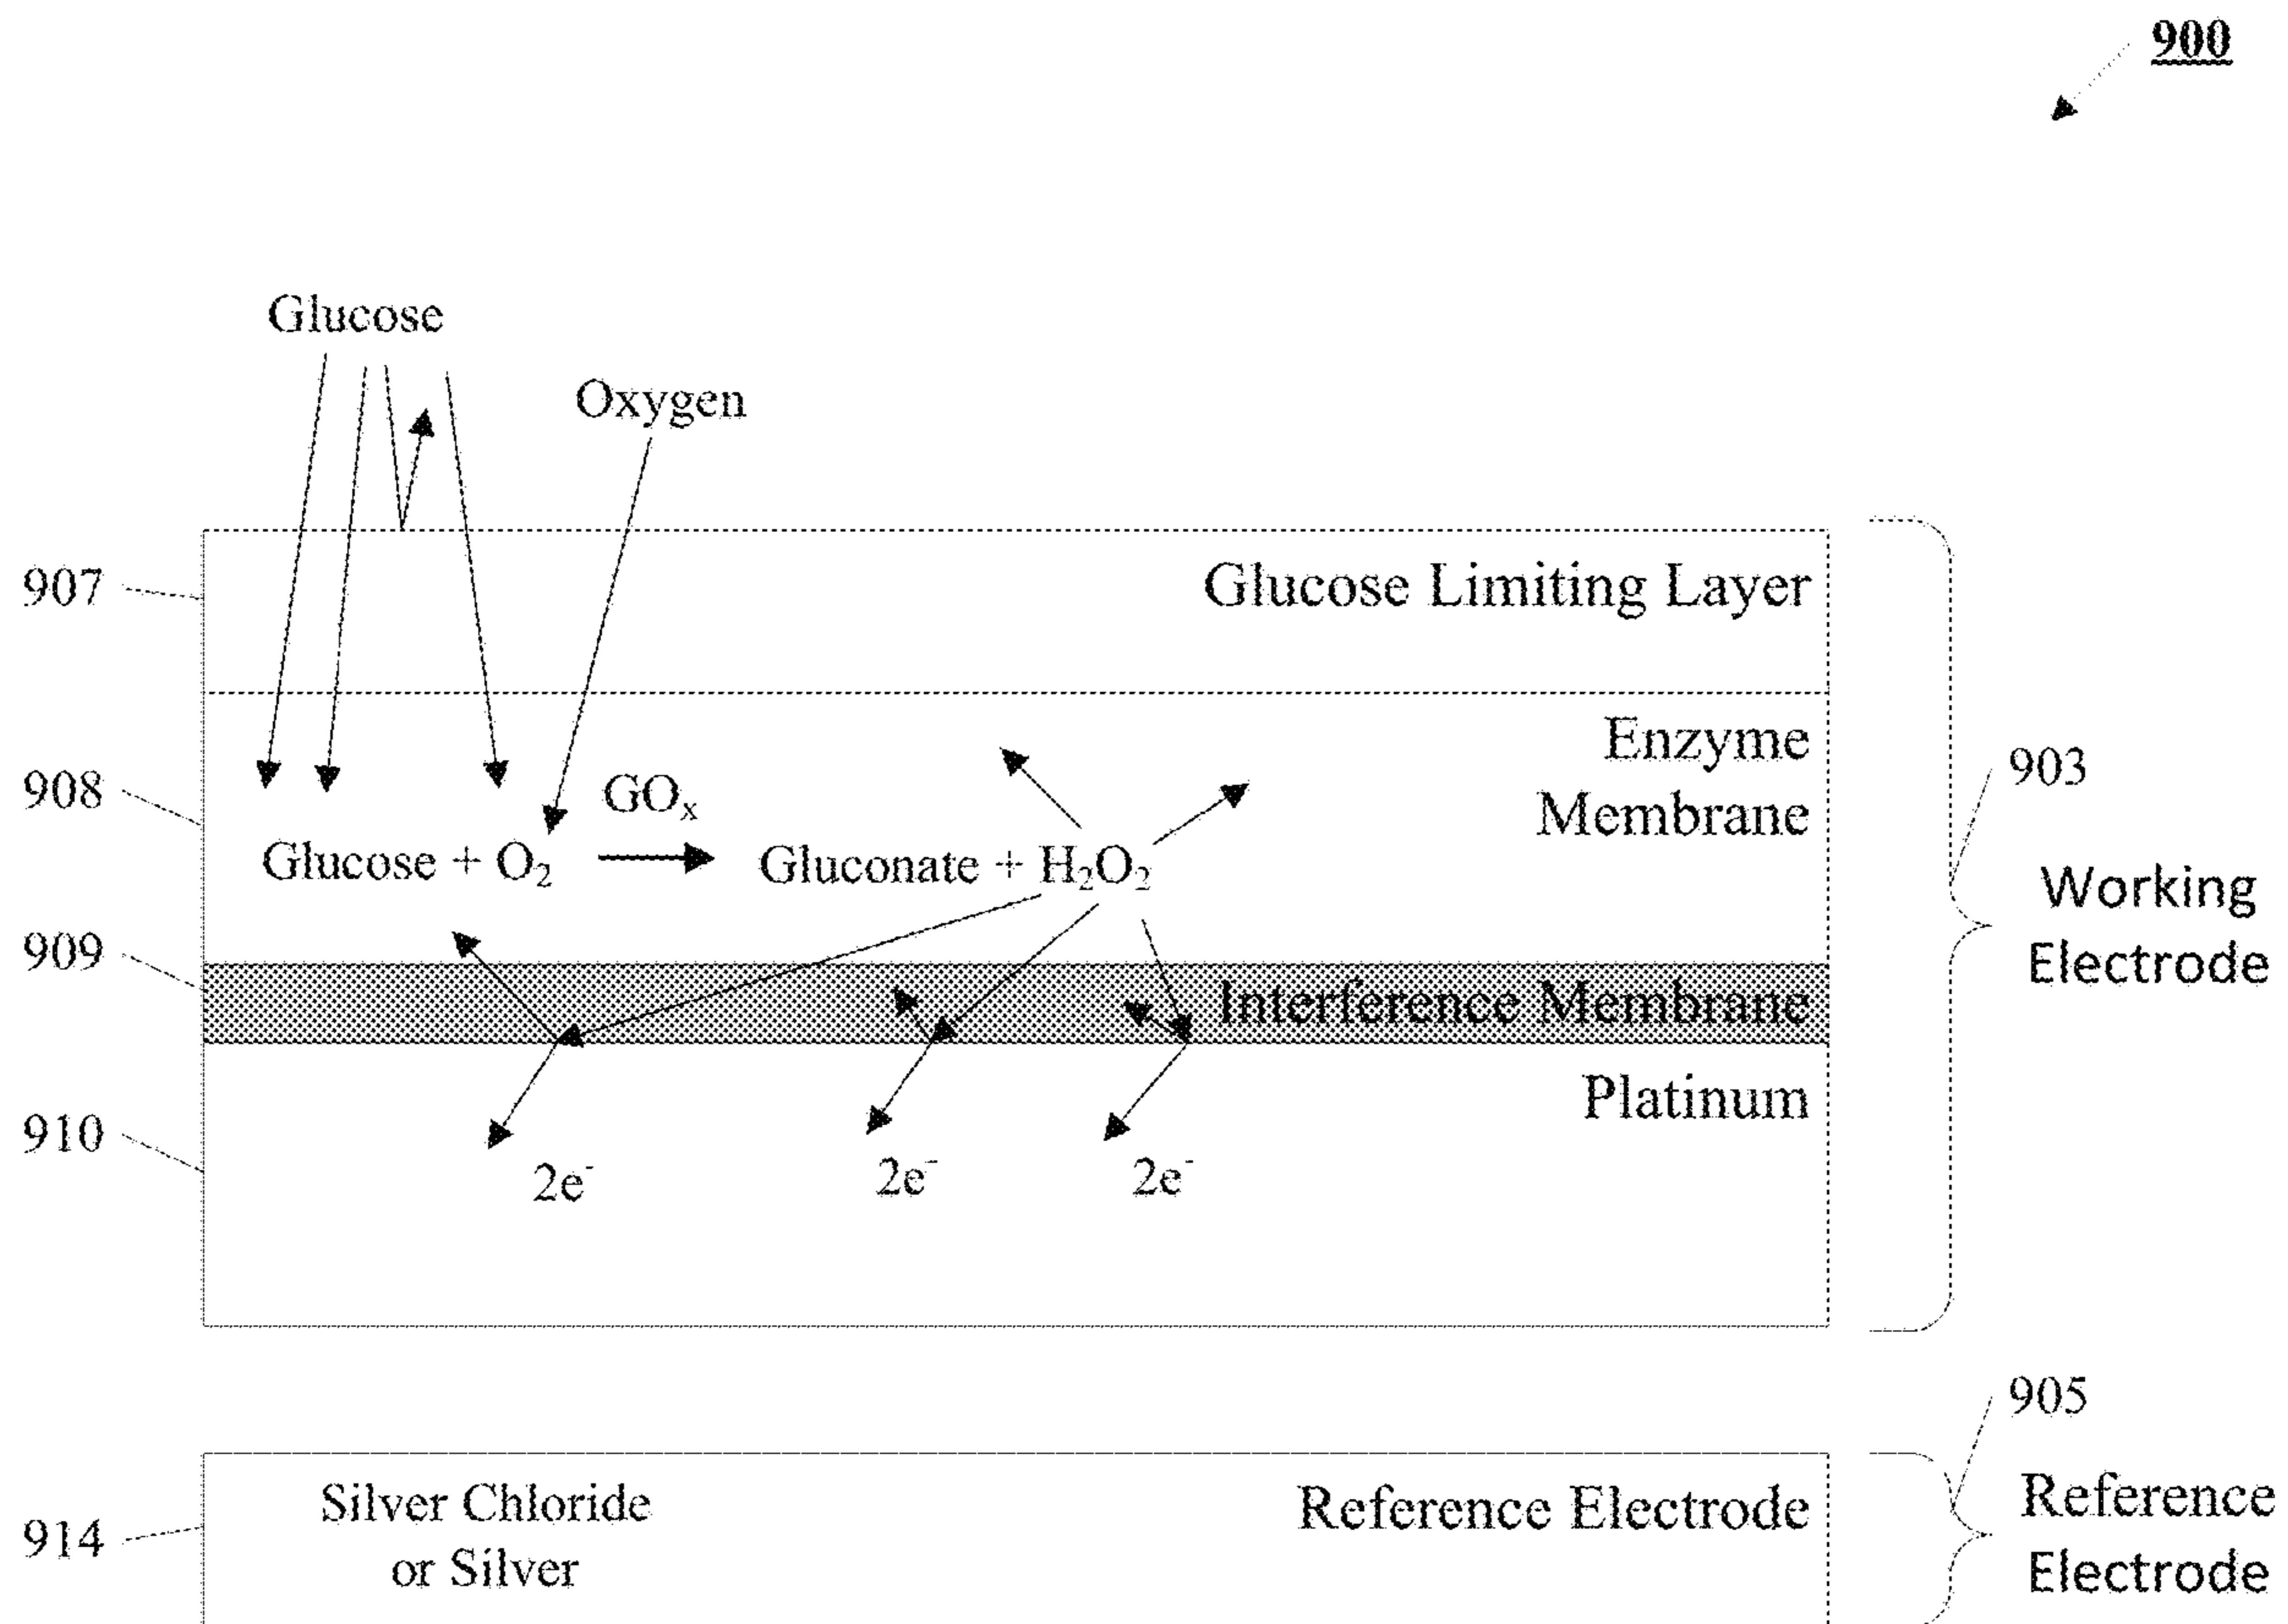 900
Glucose
Oxygen
907
Glucose Limiting Layer
Enzyme
Membrane
903
Working
Electrode
908
GOₓ
Glucose + O₂
Gluconate + H₂O₂
909
Interference Membrane
910
Platinum
2e⁻
2e⁻
2e⁻
905
914
Silver Chloride
or Silver
Reference Electrode
Reference
Electrode